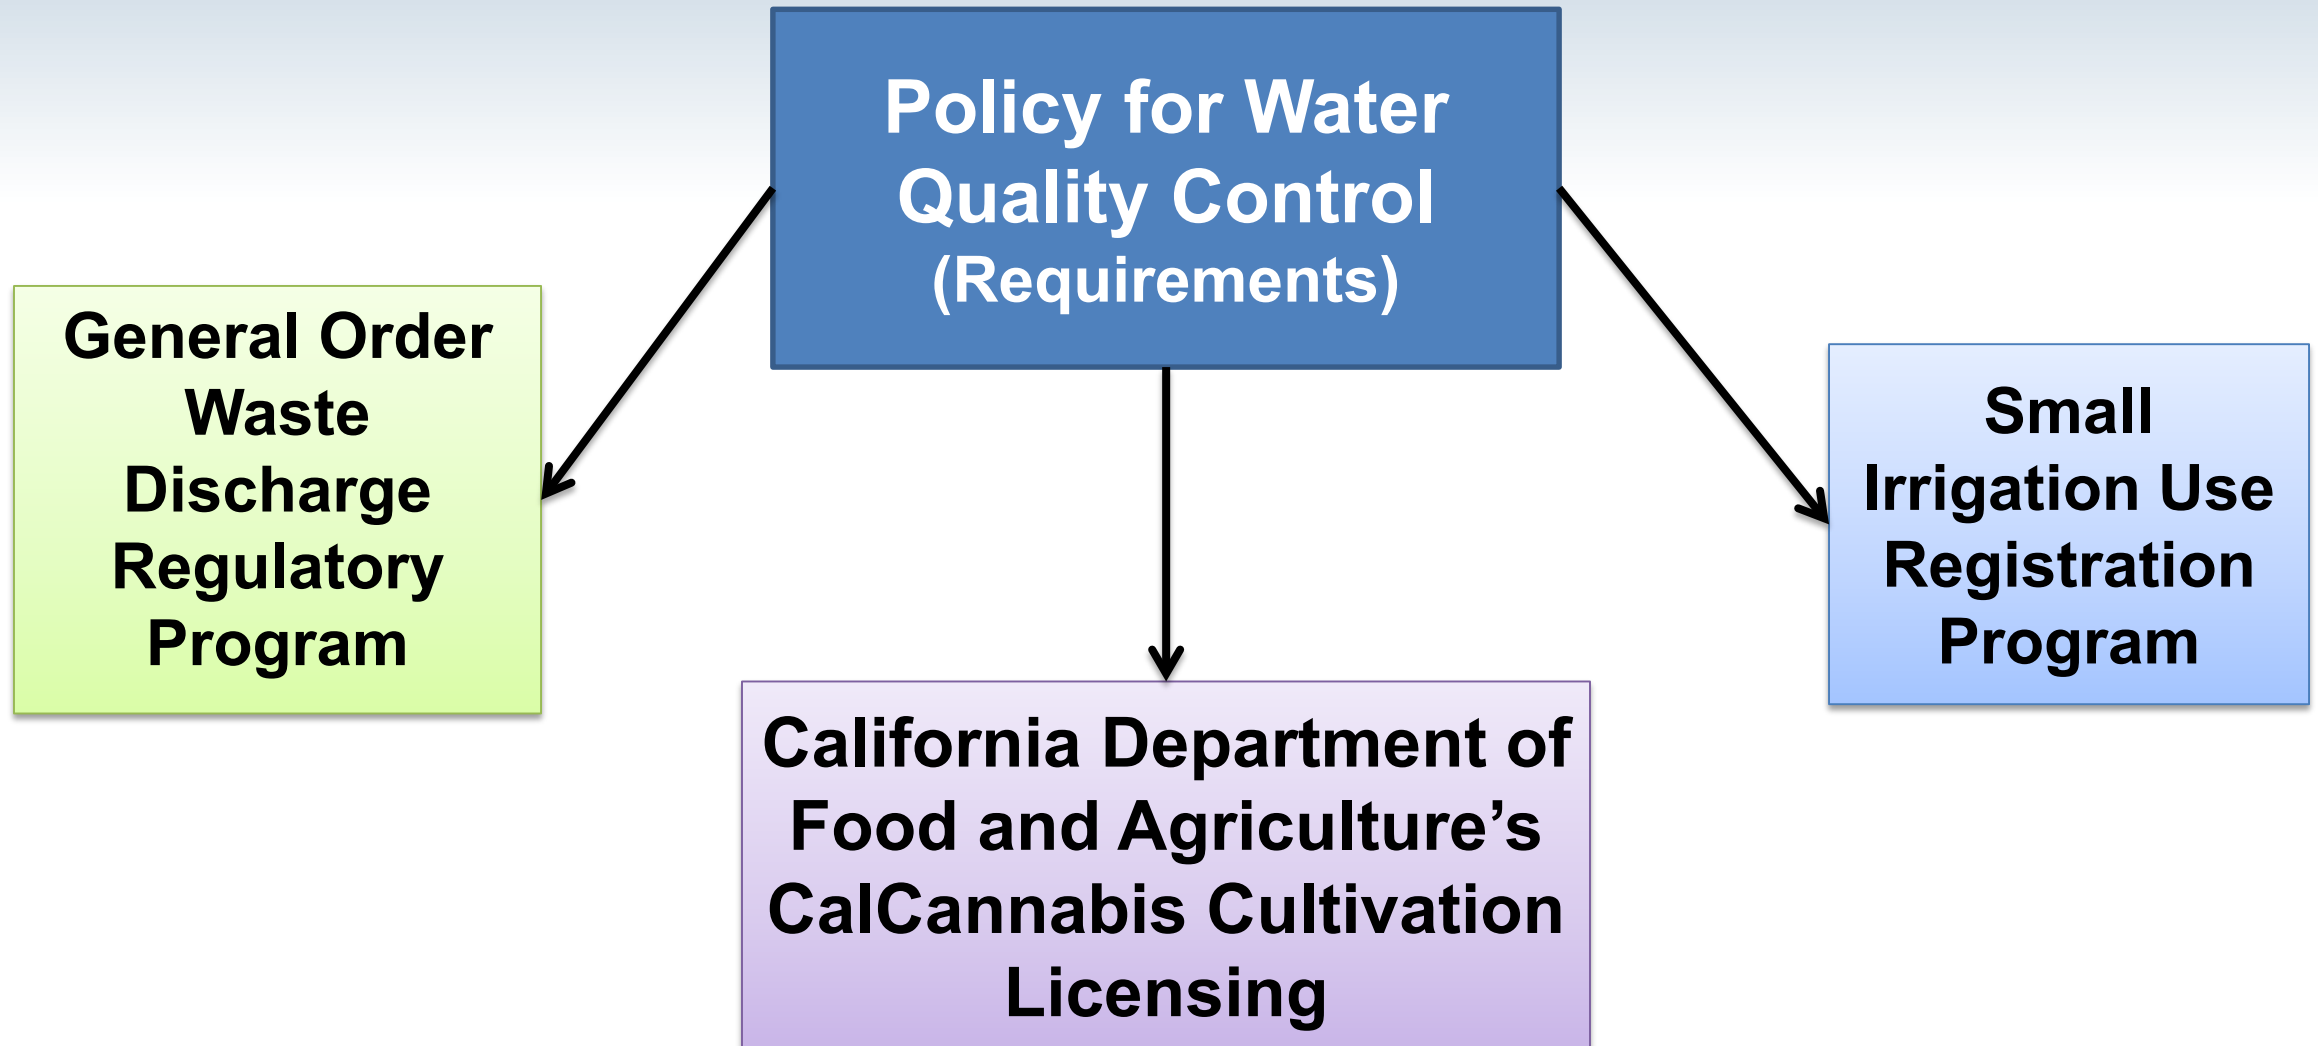 Policy for Water
Quality Control
(Requirements)
General Order
Waste
Discharge
Regulatory
Program
Small
Irrigation Use
Registration
Program
California Department of
Food and Agriculture’s
CalCannabis Cultivation
Licensing